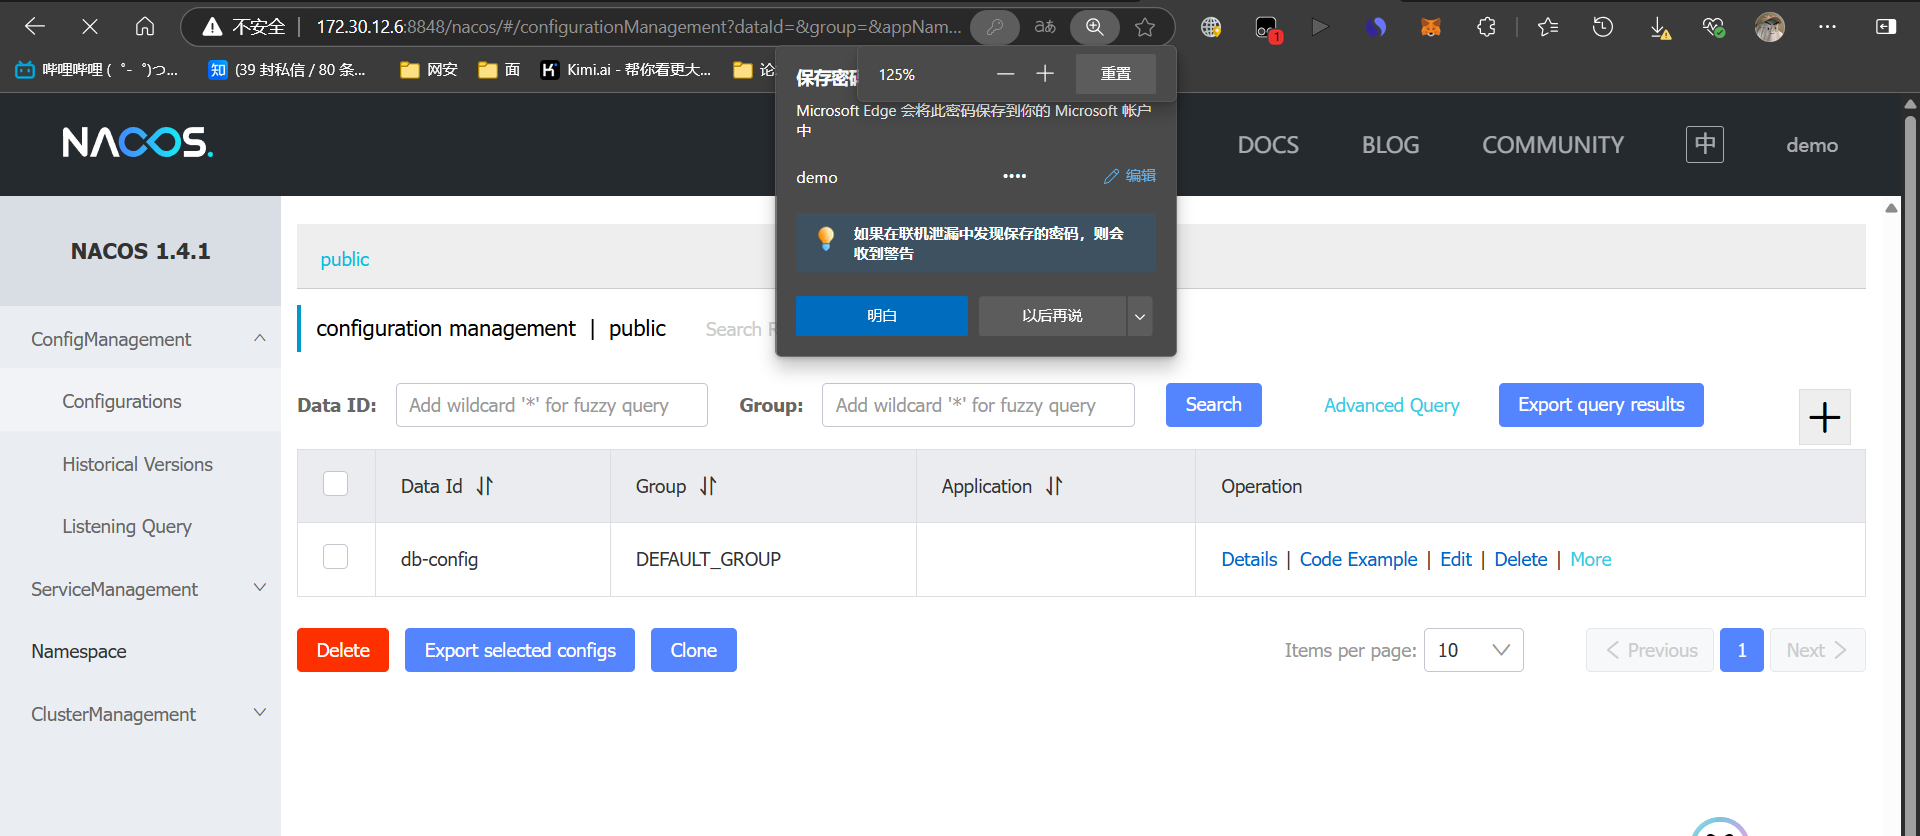 不安全 172.30.12.6:8848/nacos/#/configurationManagement?dataId=&group=&appNam...
aあ
1
哔哩哔哩 (゜-゜)つ...
知 (39 封私信 / 80 条...
网安
面
K Kimi.ai - 帮你看更大...
论
125%
重置
保存密码
Microsoft Edge 会将此密码保存到你的 Microsoft 帐户
中
demo
••••
编辑
如果在联机泄漏中发现保存的密码，则会
收到警告
明白
以后再说
NACOS.
DOCS
BLOG
COMMUNITY
中
demo
NACOS 1.4.1
ConfigManagement
Configurations
Historical Versions
Listening Query
ServiceManagement
Namespace
ClusterManagement
public
configuration management | public
Search R
Data ID: Add wildcard '*' for fuzzy query
Group: Add wildcard '*' for fuzzy query
Search
Advanced Query
Export query results
Data Id
Group
Application
Operation
db-config
DEFAULT_GROUP
Details | Code Example | Edit | Delete | More
Delete
Export selected configs
Clone
Items per page: 10
Previous
1
Next